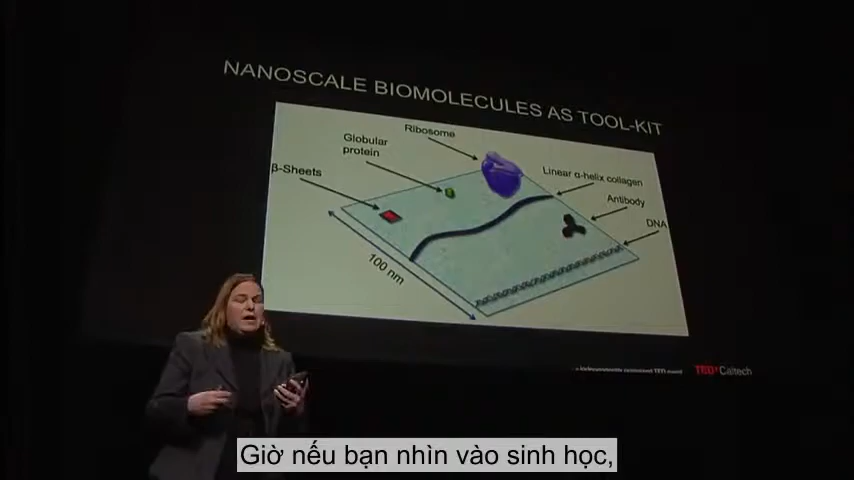 NANOSCALE BIOMOLECULES AS TOOL-KIT
Ribosome
Globular
protein
Linear α-helix collagen
β-Sheets
Antibody
DNA
100 nm
TEDxCaltech
Giờ nếu bạn nhìn vào sinh học,